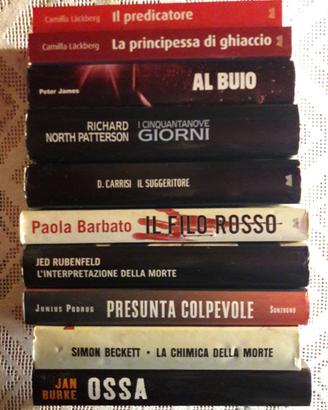 Camilla Läckberg Il predicatore
Camilla Läckberg La principessa di ghiaccio
Peter James AL BUIO
RICHARD NORTH PATTERSON I CINQUANTANOVE GIORNI
D. CARRISI IL SUGGERITORE
Paola Barbato IL FILO ROSSO
JED RUBENFELD
L'INTERPRETAZIONE DELLA MORTE
JUNIUS PODRUG PRESUNTA COLPEVOLE SONZOGNO
SIMON BECKETT · LA CHIMICA DELLA MORTE
JAN BURKE OSSA